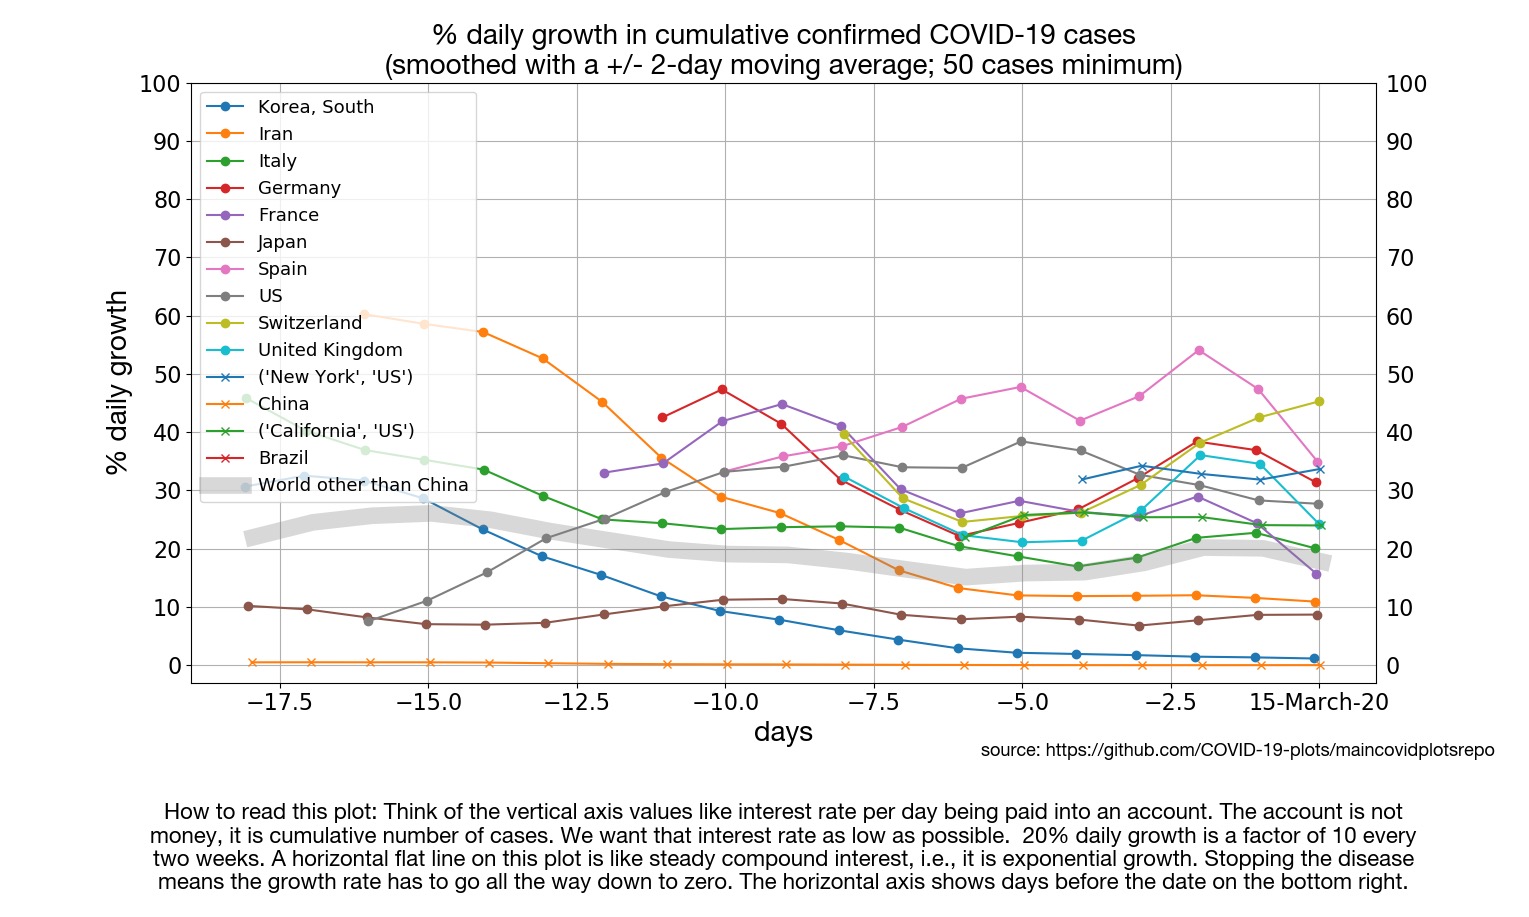 % daily growth in cumulative confirmed COVID-19 cases
(smoothed with a +/- 2-day moving average; 50 cases minimum)
100
90
80
70
60
50
40
30
20
10
0
% daily growth
Korea, South
Iran
Italy
Germany
France
Japan
Spain
US
Switzerland
United Kingdom
('New York', 'US')
China
('California', 'US')
Brazil
World other than China
100
90
80
70
60
50
40
30
20
10
0
−17.5 −15.0 −12.5 −10.0 −7.5 −5.0 −2.5 15-March-20
days
source: https://github.com/COVID-19-plots/maincovidplotsrepo
How to read this plot: Think of the vertical axis values like interest rate per day being paid into an account. The account is not
money, it is cumulative number of cases. We want that interest rate as low as possible.  20% daily growth is a factor of 10 every
two weeks. A horizontal flat line on this plot is like steady compound interest, i.e., it is exponential growth. Stopping the disease
means the growth rate has to go all the way down to zero. The horizontal axis shows days before the date on the bottom right.